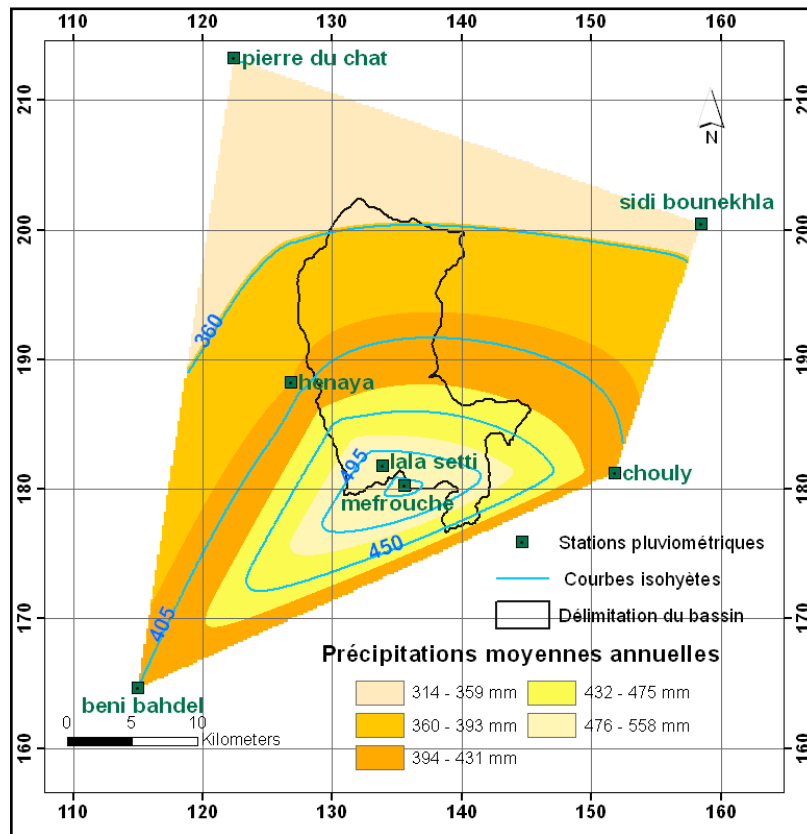 110 120 130 140 150 160
pierre du chat
210 210
N
sidi bounekhla
200 200
360
190 190
henaya
lala setti
495
180 180
mefrouche
chouly
450
Stations pluviométriques
Courbes isohyètes
170 170
405
Délimitation du bassin
Précipitations moyennes annuelles
beni bahdel
314 - 359 mm 432 - 475 mm
0 5 10
360 - 393 mm 476 - 558 mm
Kilometers
160 160
394 - 431 mm
110 120 130 140 150 160